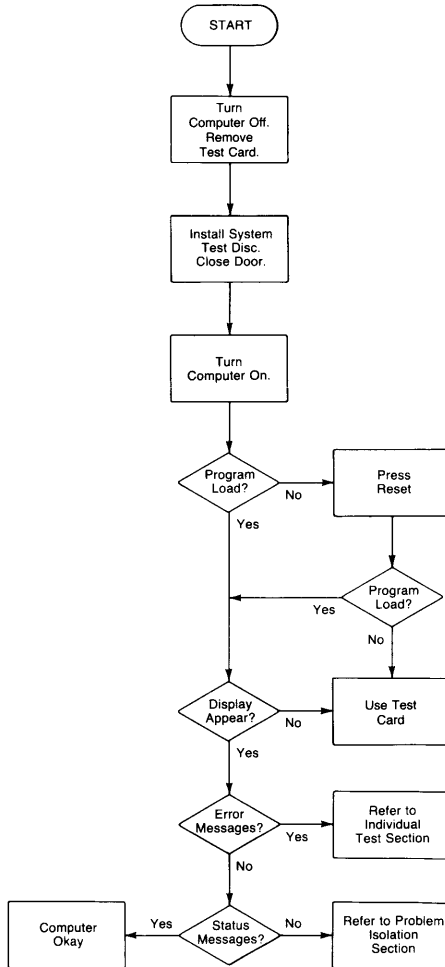 START
Turn
Computer Off.
Remove
Test Card.
Install System
Test Disc.
Close Door.
Turn
Computer On.
Program
Load?
No
Yes
Press
Reset
Program
Load?
Yes
No
Display
Appear?
No
Yes
Use Test
Card
Error
Messages?
Yes
No
Refer to
Individual
Test Section
Status
Messages?
Yes
No
Computer
Okay
Refer to Problem
Isolation
Section